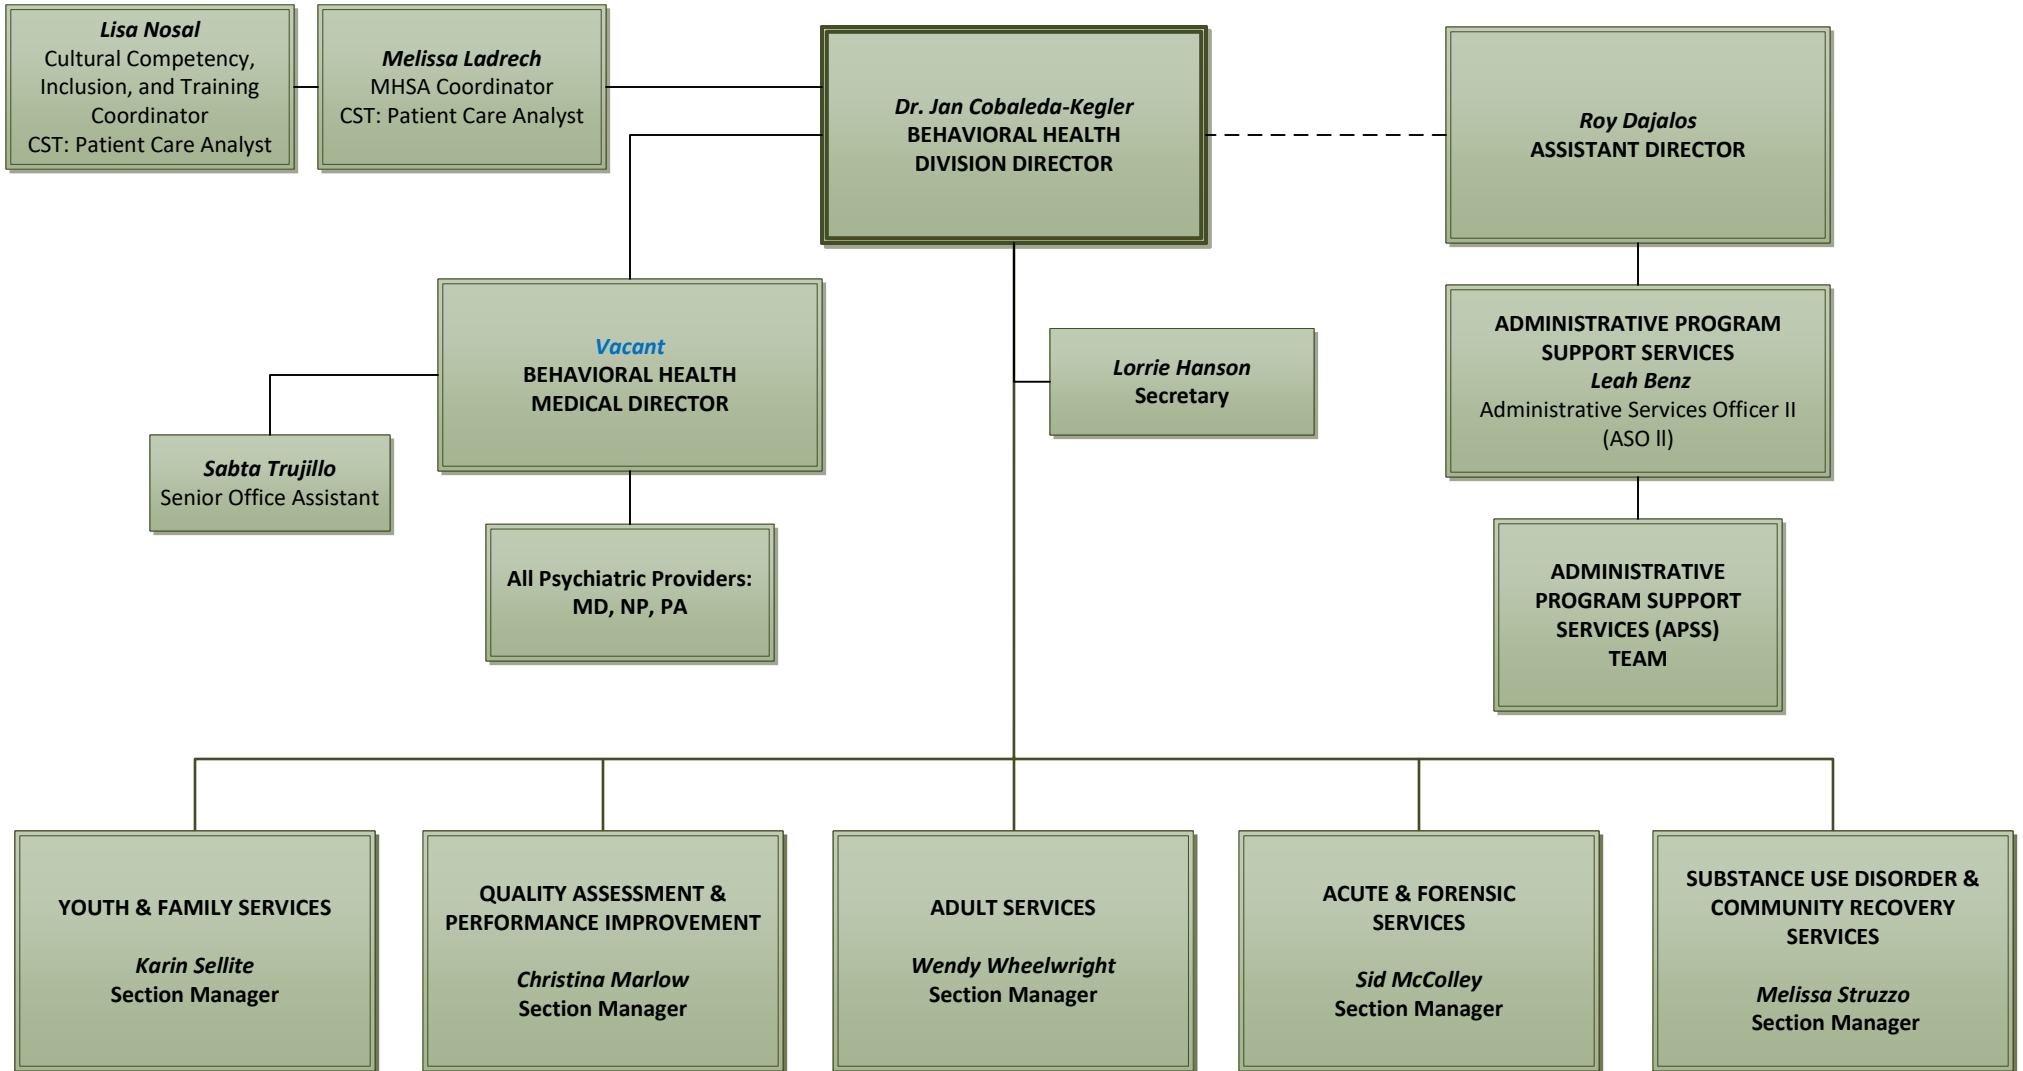 Lisa Nosal
Cultural Competency,
Inclusion, and Training
Coordinator
CST: Patient Care Analyst
Melissa Ladrech
MHSA Coordinator
CST: Patient Care Analyst
Dr. Jan Cobaleda-Kegler
BEHAVIORAL HEALTH
DIVISION DIRECTOR
Roy Dajalos
ASSISTANT DIRECTOR
Vacant
BEHAVIORAL HEALTH
MEDICAL DIRECTOR
Lorrie Hanson
Secretary
ADMINISTRATIVE PROGRAM
SUPPORT SERVICES
Leah Benz
Administrative Services Officer II
(ASO ll)
Sabta Trujillo
Senior Office Assistant
All Psychiatric Providers:
MD, NP, PA
ADMINISTRATIVE
PROGRAM SUPPORT
SERVICES (APSS)
TEAM
YOUTH & FAMILY SERVICES
Karin Sellite
Section Manager
QUALITY ASSESSMENT &
PERFORMANCE IMPROVEMENT
Christina Marlow
Section Manager
ADULT SERVICES
Wendy Wheelwright
Section Manager
ACUTE & FORENSIC
SERVICES
Sid McColley
Section Manager
SUBSTANCE USE DISORDER &
COMMUNITY RECOVERY
SERVICES
Melissa Struzzo
Section Manager